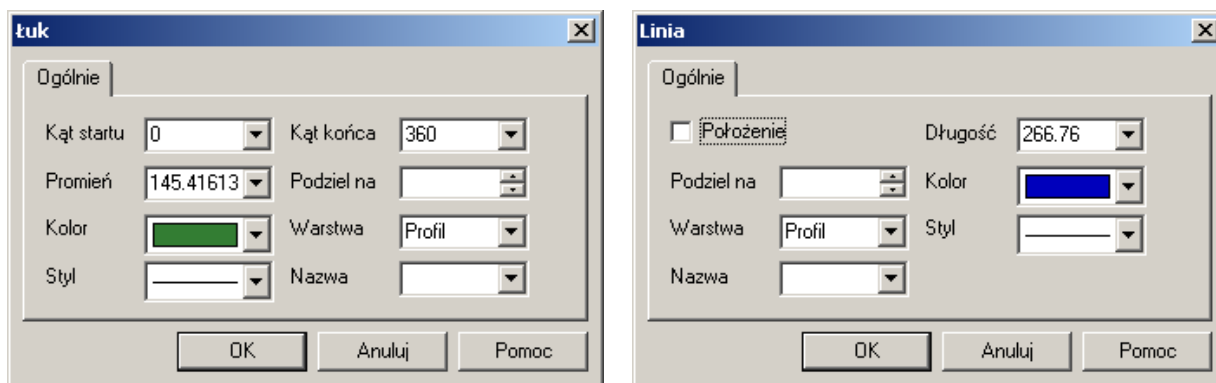 Łuk
Ogólnie
Kąt startu 0 Kąt końca 360
Promień 145.41613 Podziel na
Kolor Warstwa Profil
Styl Nazwa
OK Anuluj Pomoc
Linia
Ogólnie
Położenie Długość 266.76
Podziel na Kolor
Warstwa Profil Styl
Nazwa
OK Anuluj Pomoc